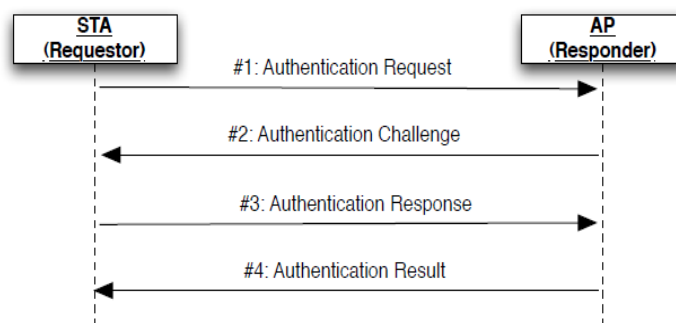 STA
(Requestor)
AP
(Responder)
#1: Authentication Request
#2: Authentication Challenge
#3: Authentication Response
#4: Authentication Result